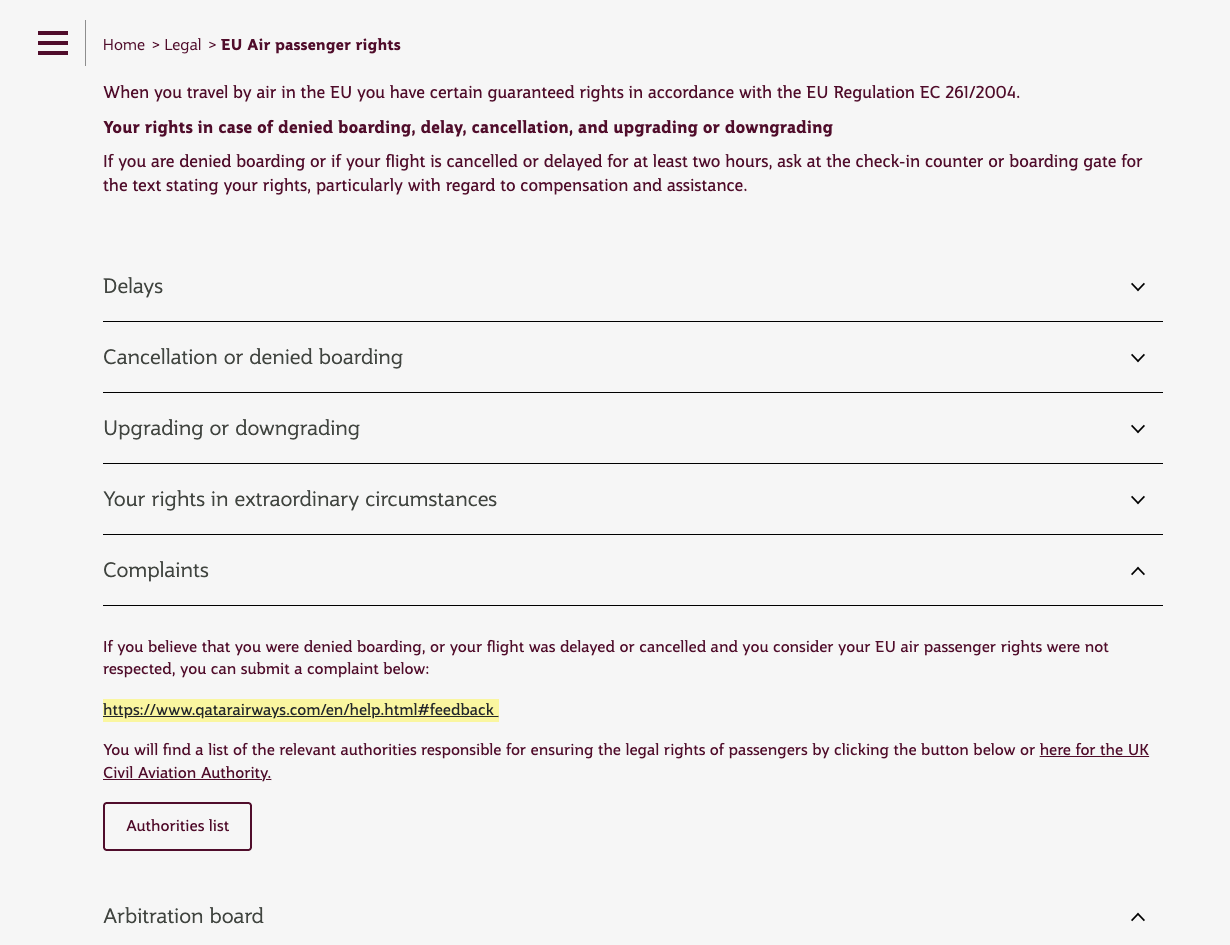 Home > Legal > EU Air passenger rights
When you travel by air in the EU you have certain guaranteed rights in accordance with the EU Regulation EC 261/2004.
Your rights in case of denied boarding, delay, cancellation, and upgrading or downgrading
If you are denied boarding or if your flight is cancelled or delayed for at least two hours, ask at the check-in counter or boarding gate for
the text stating your rights, particularly with regard to compensation and assistance.
Delays
Cancellation or denied boarding
Upgrading or downgrading
Your rights in extraordinary circumstances
Complaints
If you believe that you were denied boarding, or your flight was delayed or cancelled and you consider your EU air passenger rights were not
respected, you can submit a complaint below:
https://www.qatarairways.com/en/help.html#feedback
You will find a list of the relevant authorities responsible for ensuring the legal rights of passengers by clicking the button below or here for the UK
Civil Aviation Authority.
Authorities list
Arbitration board